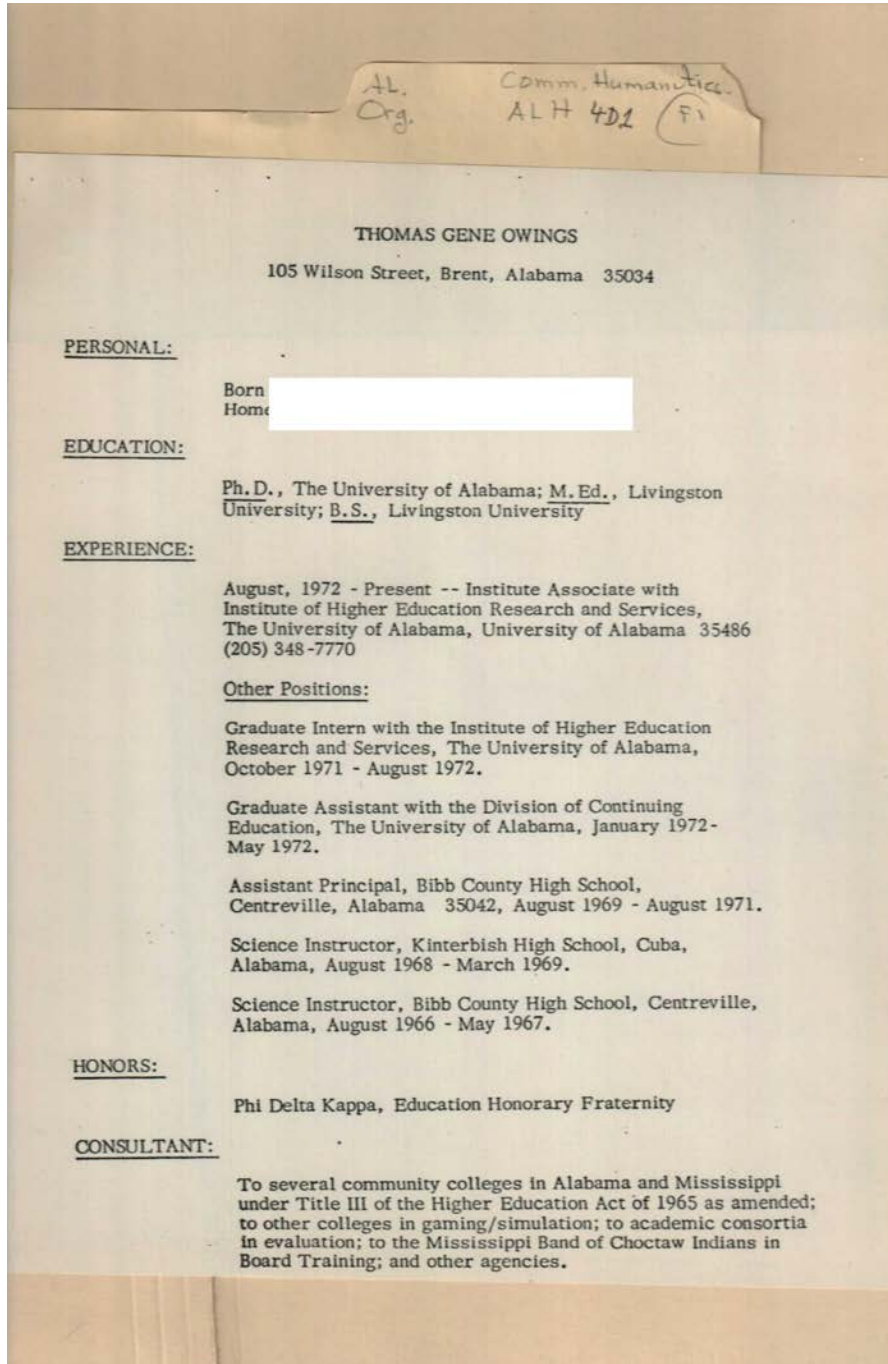 AL. Comm. Humanities.
Org. ALH 4D1
THOMAS GENE OWINGS
105 Wilson Street, Brent, Alabama 35034
PERSONAL:
Born
Home
EDUCATION:
Ph.D., The University of Alabama; M.Ed., Livingston
University; B.S., Livingston University
EXPERIENCE:
August, 1972 - Present -- Institute Associate with
Institute of Higher Education Research and Services,
The University of Alabama, University of Alabama 35486
(205) 348-7770
Other Positions:
Graduate Intern with the Institute of Higher Education
Research and Services, The University of Alabama,
October 1971 - August 1972.
Graduate Assistant with the Division of Continuing
Education, The University of Alabama, January 1972-
May 1972.
Assistant Principal, Bibb County High School,
Centreville, Alabama 35042, August 1969 - August 1971.
Science Instructor, Kinterbish High School, Cuba,
Alabama, August 1968 - March 1969.
Science Instructor, Bibb County High School, Centreville,
Alabama, August 1966 - May 1967.
HONORS:
Phi Delta Kappa, Education Honorary Fraternity
CONSULTANT:
To several community colleges in Alabama and Mississippi
under Title III of the Higher Education Act of 1965 as amended;
to other colleges in gaming/simulation; to academic consortia
in evaluation; to the Mississippi Band of Choctaw Indians in
Board Training; and other agencies.